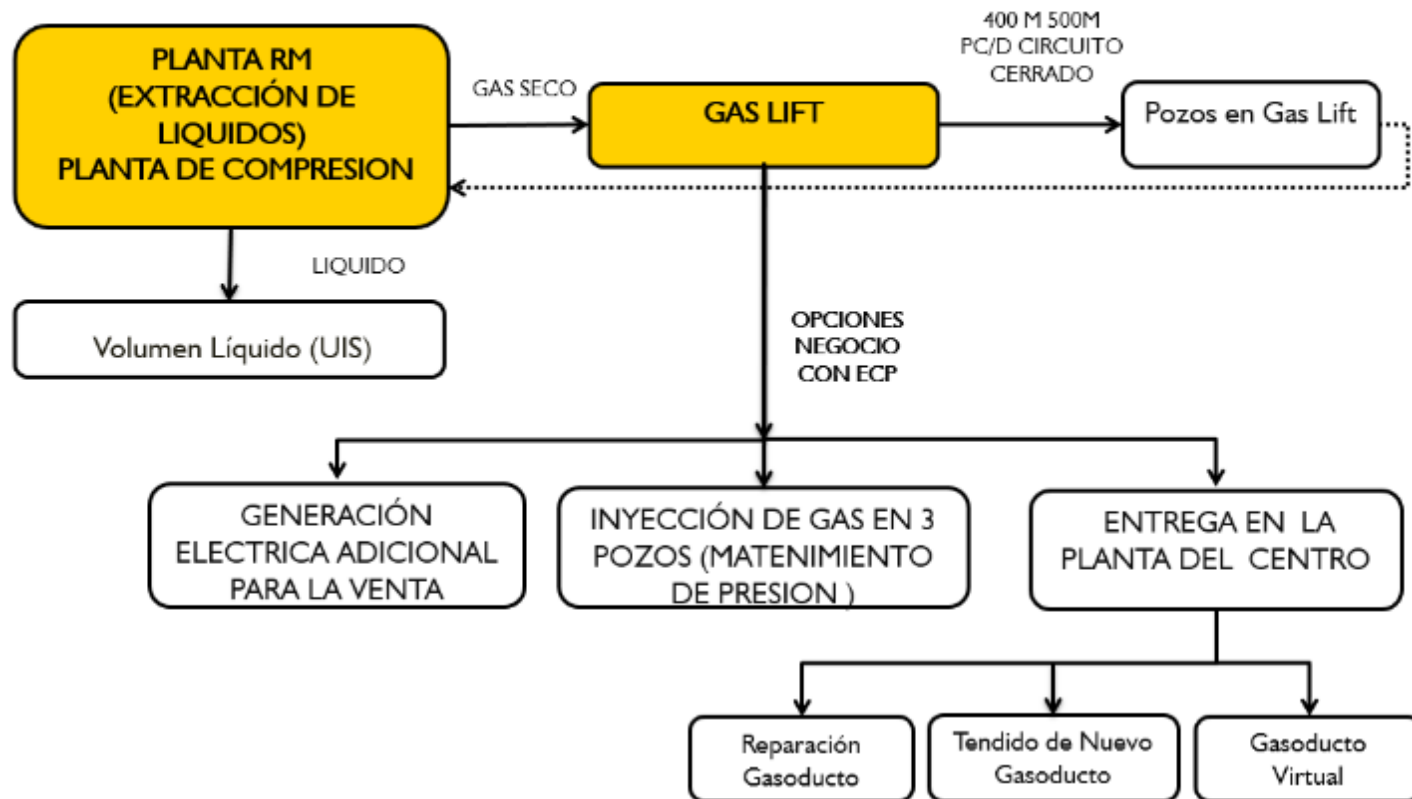 PLANTA RM
(EXTRACCIÓN DE
LIQUIDOS)
PLANTA DE COMPRESION
GAS SECO
GAS LIFT
400 M 500M
PC/D CIRCUITO
CERRADO
Pozos en Gas Lift
LIQUIDO
Volumen Líquido (UIS)
OPCIONES
NEGOCIO
CON ECP
GENERACIÓN
ELECTRICA ADICIONAL
PARA LA VENTA
INYECCIÓN DE GAS EN 3
POZOS (MATENIMIENTO
DE PRESION )
ENTREGA EN LA
PLANTA DEL CENTRO
Reparación
Gasoducto
Tendido de Nuevo
Gasoducto
Gasoducto
Virtual